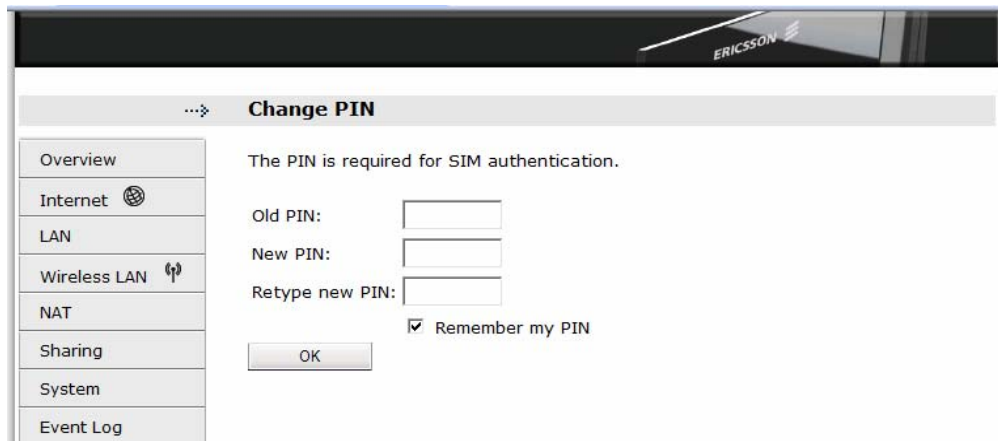 ERICSSON
Change PIN
Overview
Internet
LAN
Wireless LAN
NAT
Sharing
System
Event Log
The PIN is required for SIM authentication.
Old PIN:
New PIN:
Retype new PIN:
Remember my PIN
OK